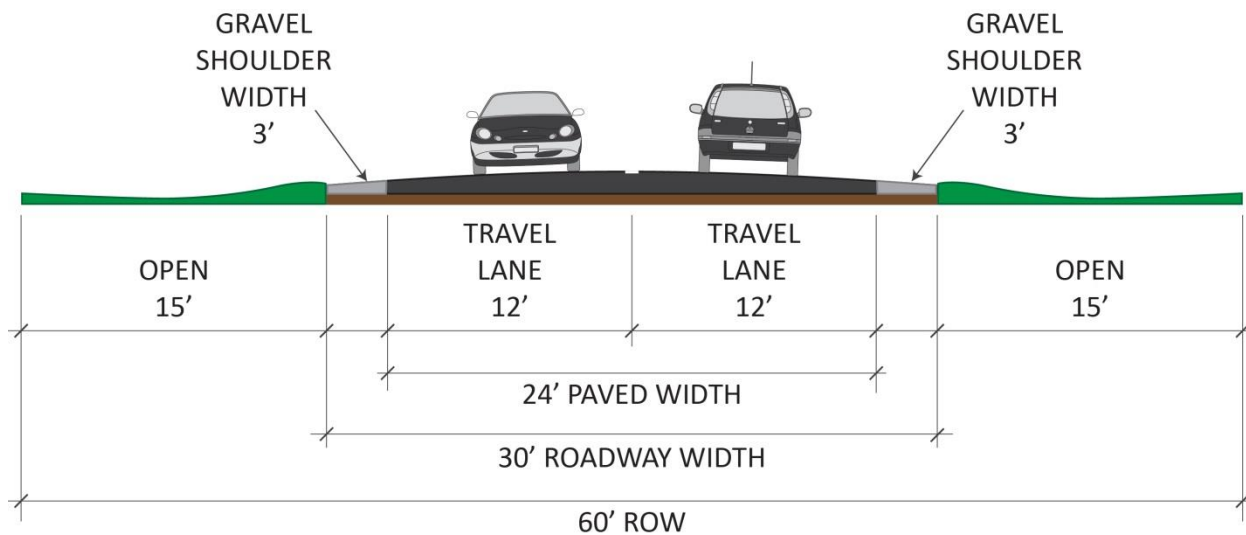 GRAVEL
SHOULDER
WIDTH
3’
GRAVEL
SHOULDER
WIDTH
3’
OPEN
15’
TRAVEL
LANE
12’
TRAVEL
LANE
12’
OPEN
15’
24’ PAVED WIDTH
30’ ROADWAY WIDTH
60’ ROW